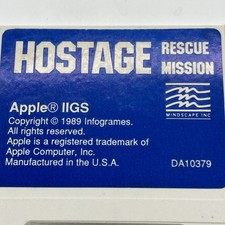 HOSTAGE RESCUE MISSION
Apple® IIGS
WINDSCAPE INC
Copyright © 1989 Infogrames.
All rights reserved.
Apple is a registered trademark of
Apple Computer, Inc.
Manufactured in the U.S.A.
DA10379